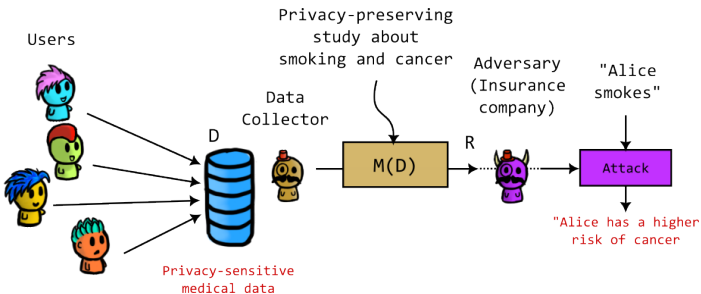 Users
Privacy-preserving
study about
smoking and cancer
Data
Collector
Adversary
(Insurance
company)
"Alice
smokes"
D
M(D)
R
Attack
"Alice has a higher
risk of cancer
Privacy-sensitive
medical data